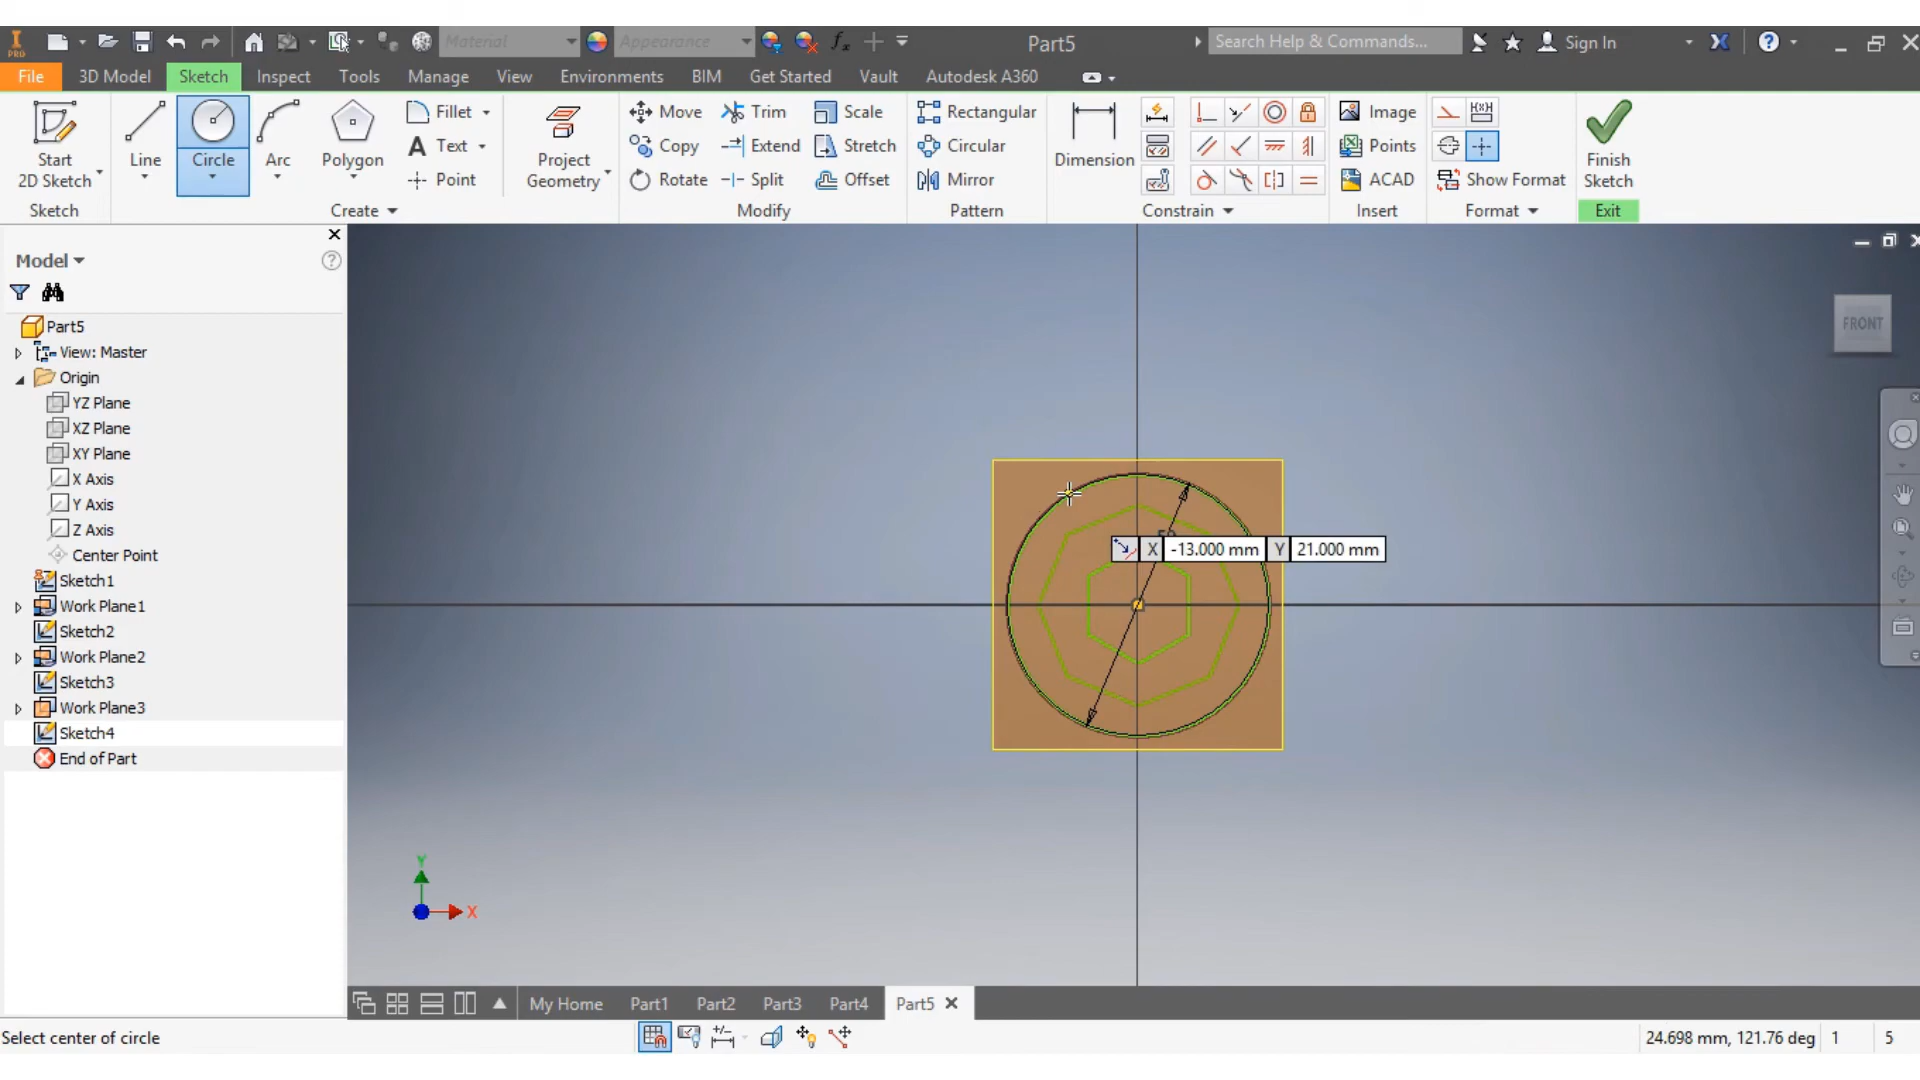 PRO
Material
Appearance
Part5
Search Help & Commands...
Sign In
File
3D Model
Sketch
Inspect
Tools
Manage
View
Environments
BIM
Get Started
Vault
Autodesk A360
Start
2D Sketch
Line
Circle
Arc
Polygon
Fillet
Text
Point
Project
Geometry
Move
Copy
Rotate
Trim
Extend
Split
Scale
Stretch
Offset
Rectangular
Circular
Mirror
Dimension
Image
Points
ACAD
Show Format
Finish
Sketch
Sketch
Create
Modify
Pattern
Constrain
Insert
Format
Exit
Model
Part5
View: Master
Origin
YZ Plane
XZ Plane
XY Plane
X Axis
Y Axis
Z Axis
Center Point
Sketch1
Work Plane1
Sketch2
Work Plane2
Sketch3
Work Plane3
Sketch4
End of Part
FRONT
X -13.000 mm Y 21.000 mm
Y
X
My Home
Part1
Part2
Part3
Part4
Part5
Select center of circle
24.698 mm, 121.76 deg 1 5